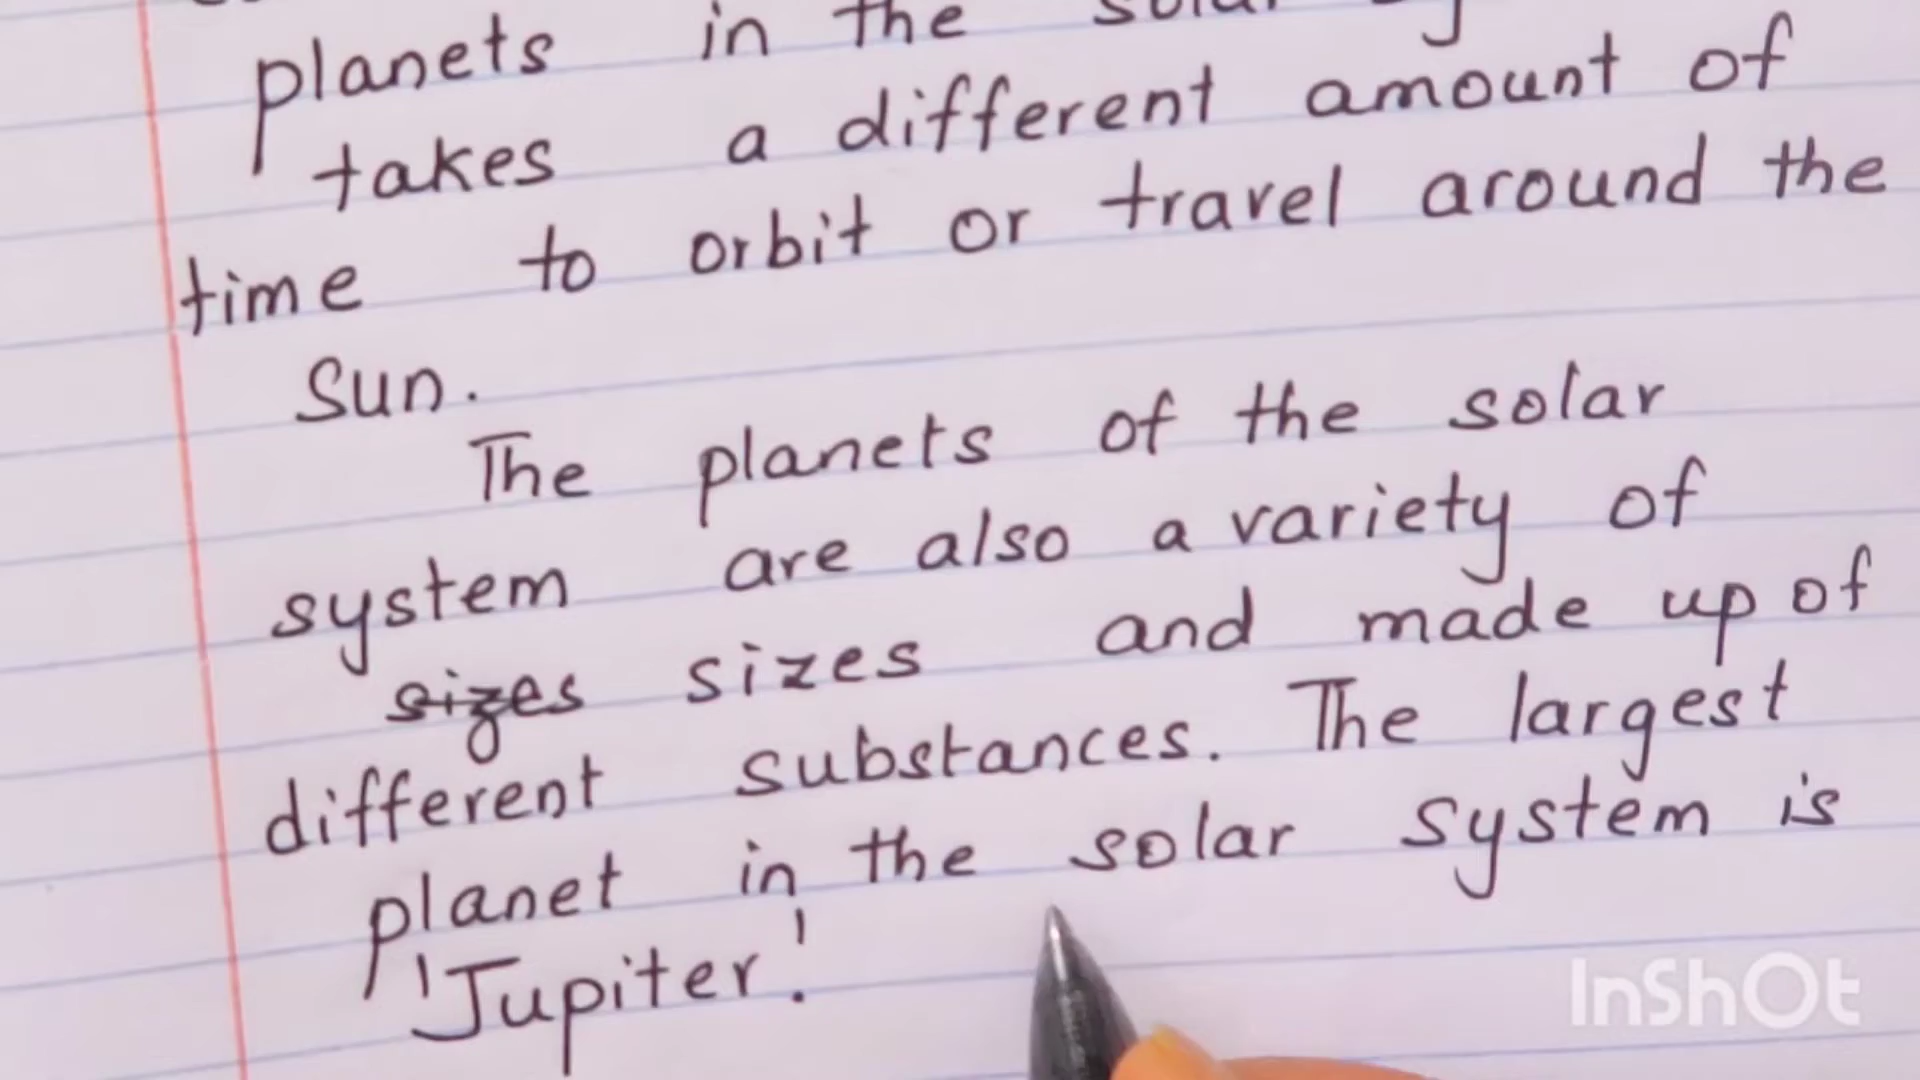 planets in the solar
takes a different amount of
time to orbit or travel around the
Sun.
The planets of the solar
system are also a variety of
sizes sizes and made up of
different substances. The largest
planet in the solar system is
'Jupiter.'
InShOt